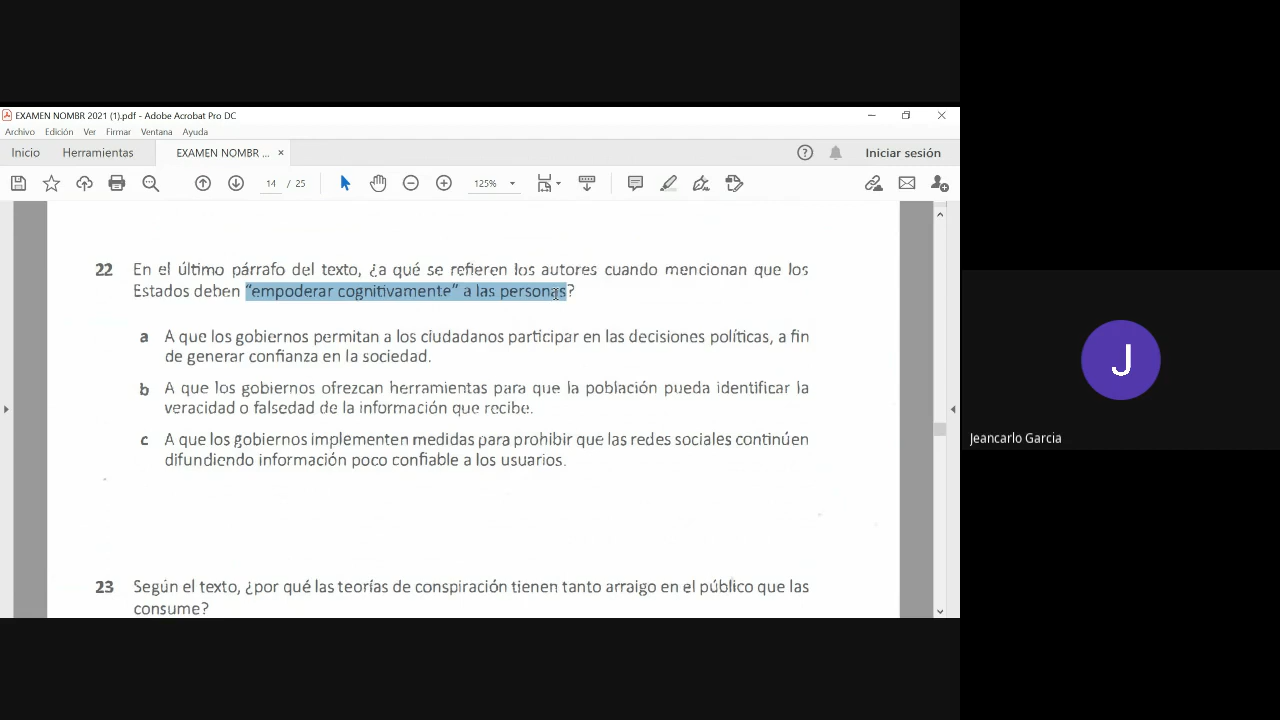 EXAMEN NOMBR 2021 (1).pdf - Adobe Acrobat Pro DC
Archivo Edición Ver Firmar Ventana Ayuda
Inicio Herramientas EXAMEN NOMBR ... × Iniciar sesión
14 / 25 125%
22 En el último párrafo del texto, ¿a qué se refieren los autores cuando mencionan que los
Estados deben “empoderar cognitivamente” a las personas?
a A que los gobiernos permitan a los ciudadanos participar en las decisiones políticas, a fin
de generar confianza en la sociedad.
b A que los gobiernos ofrezcan herramientas para que la población pueda identificar la
veracidad o falsedad de la información que recibe.
c A que los gobiernos implementen medidas para prohibir que las redes sociales continúen
difundiendo información poco confiable a los usuarios.
23 Según el texto, ¿por qué las teorías de conspiración tienen tanto arraigo en el público que las
consume?
J
Jeancarlo Garcia